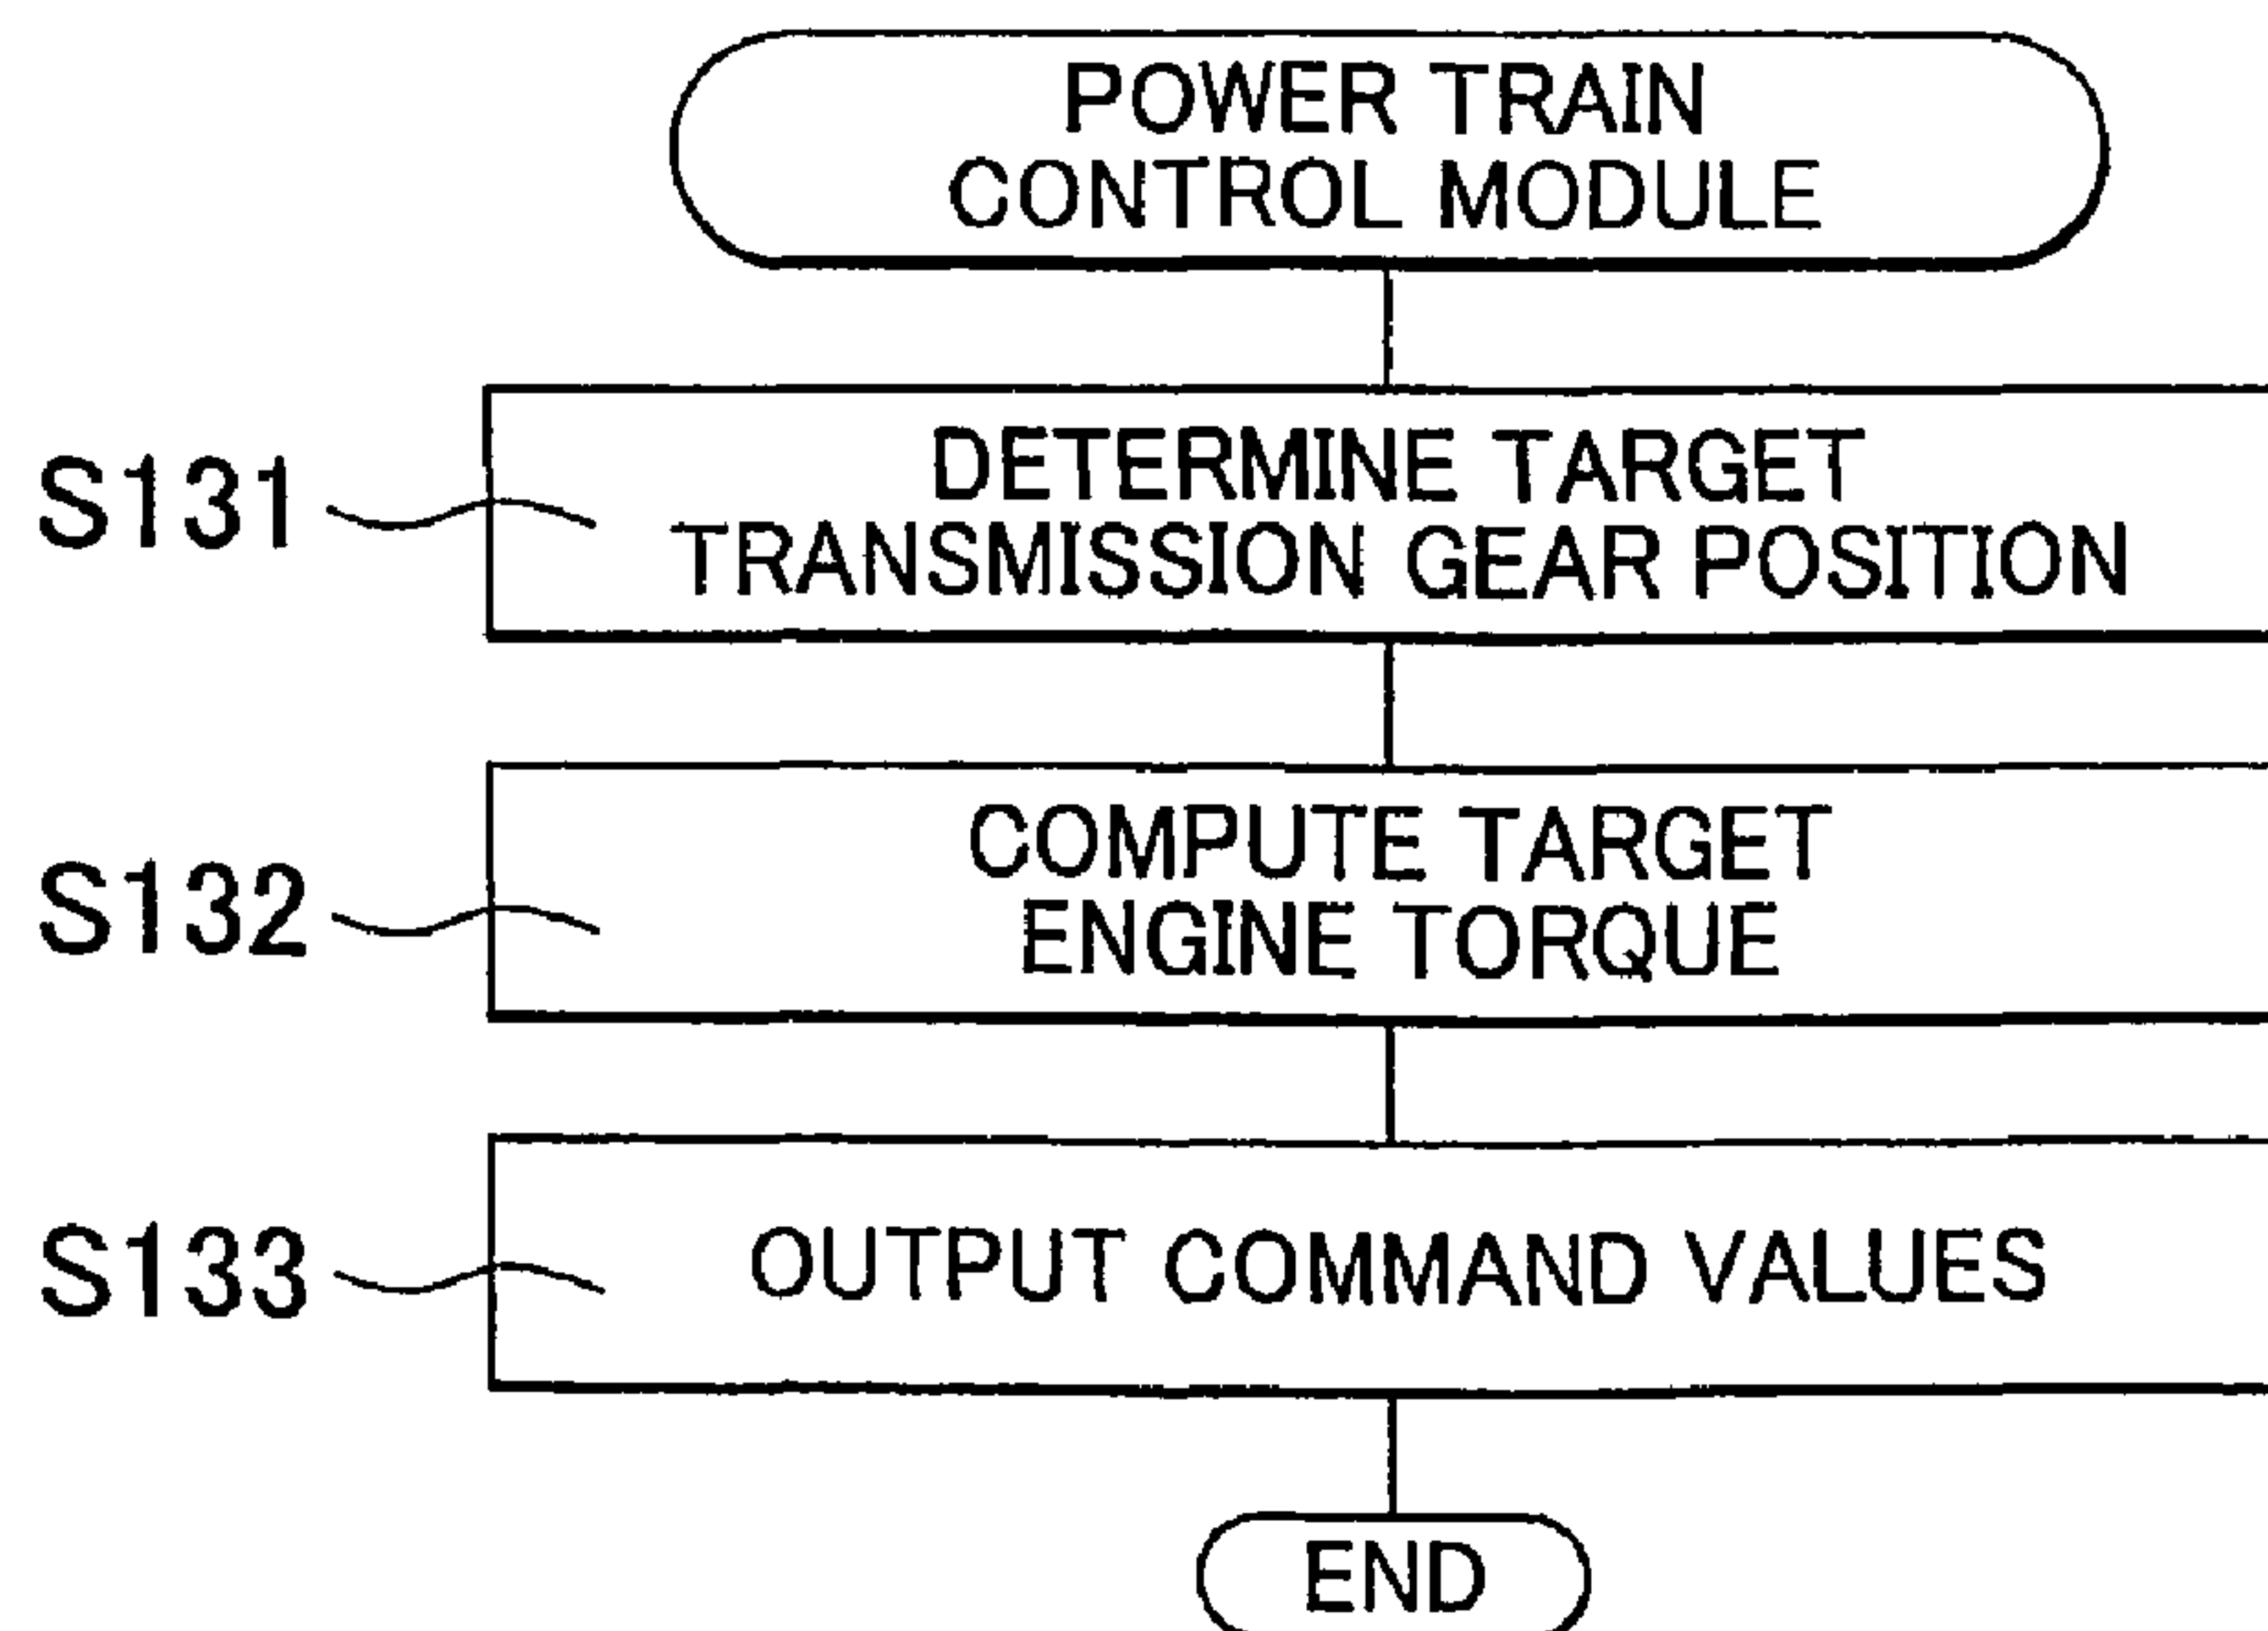 POWER TRAIN
CONTROL MODULE
S131
DETERMINE TARGET
TRANSMISSION GEAR POSITION
S132
COMPUTE TARGET
ENGINE TORQUE
S133
OUTPUT COMMAND VALUES
END